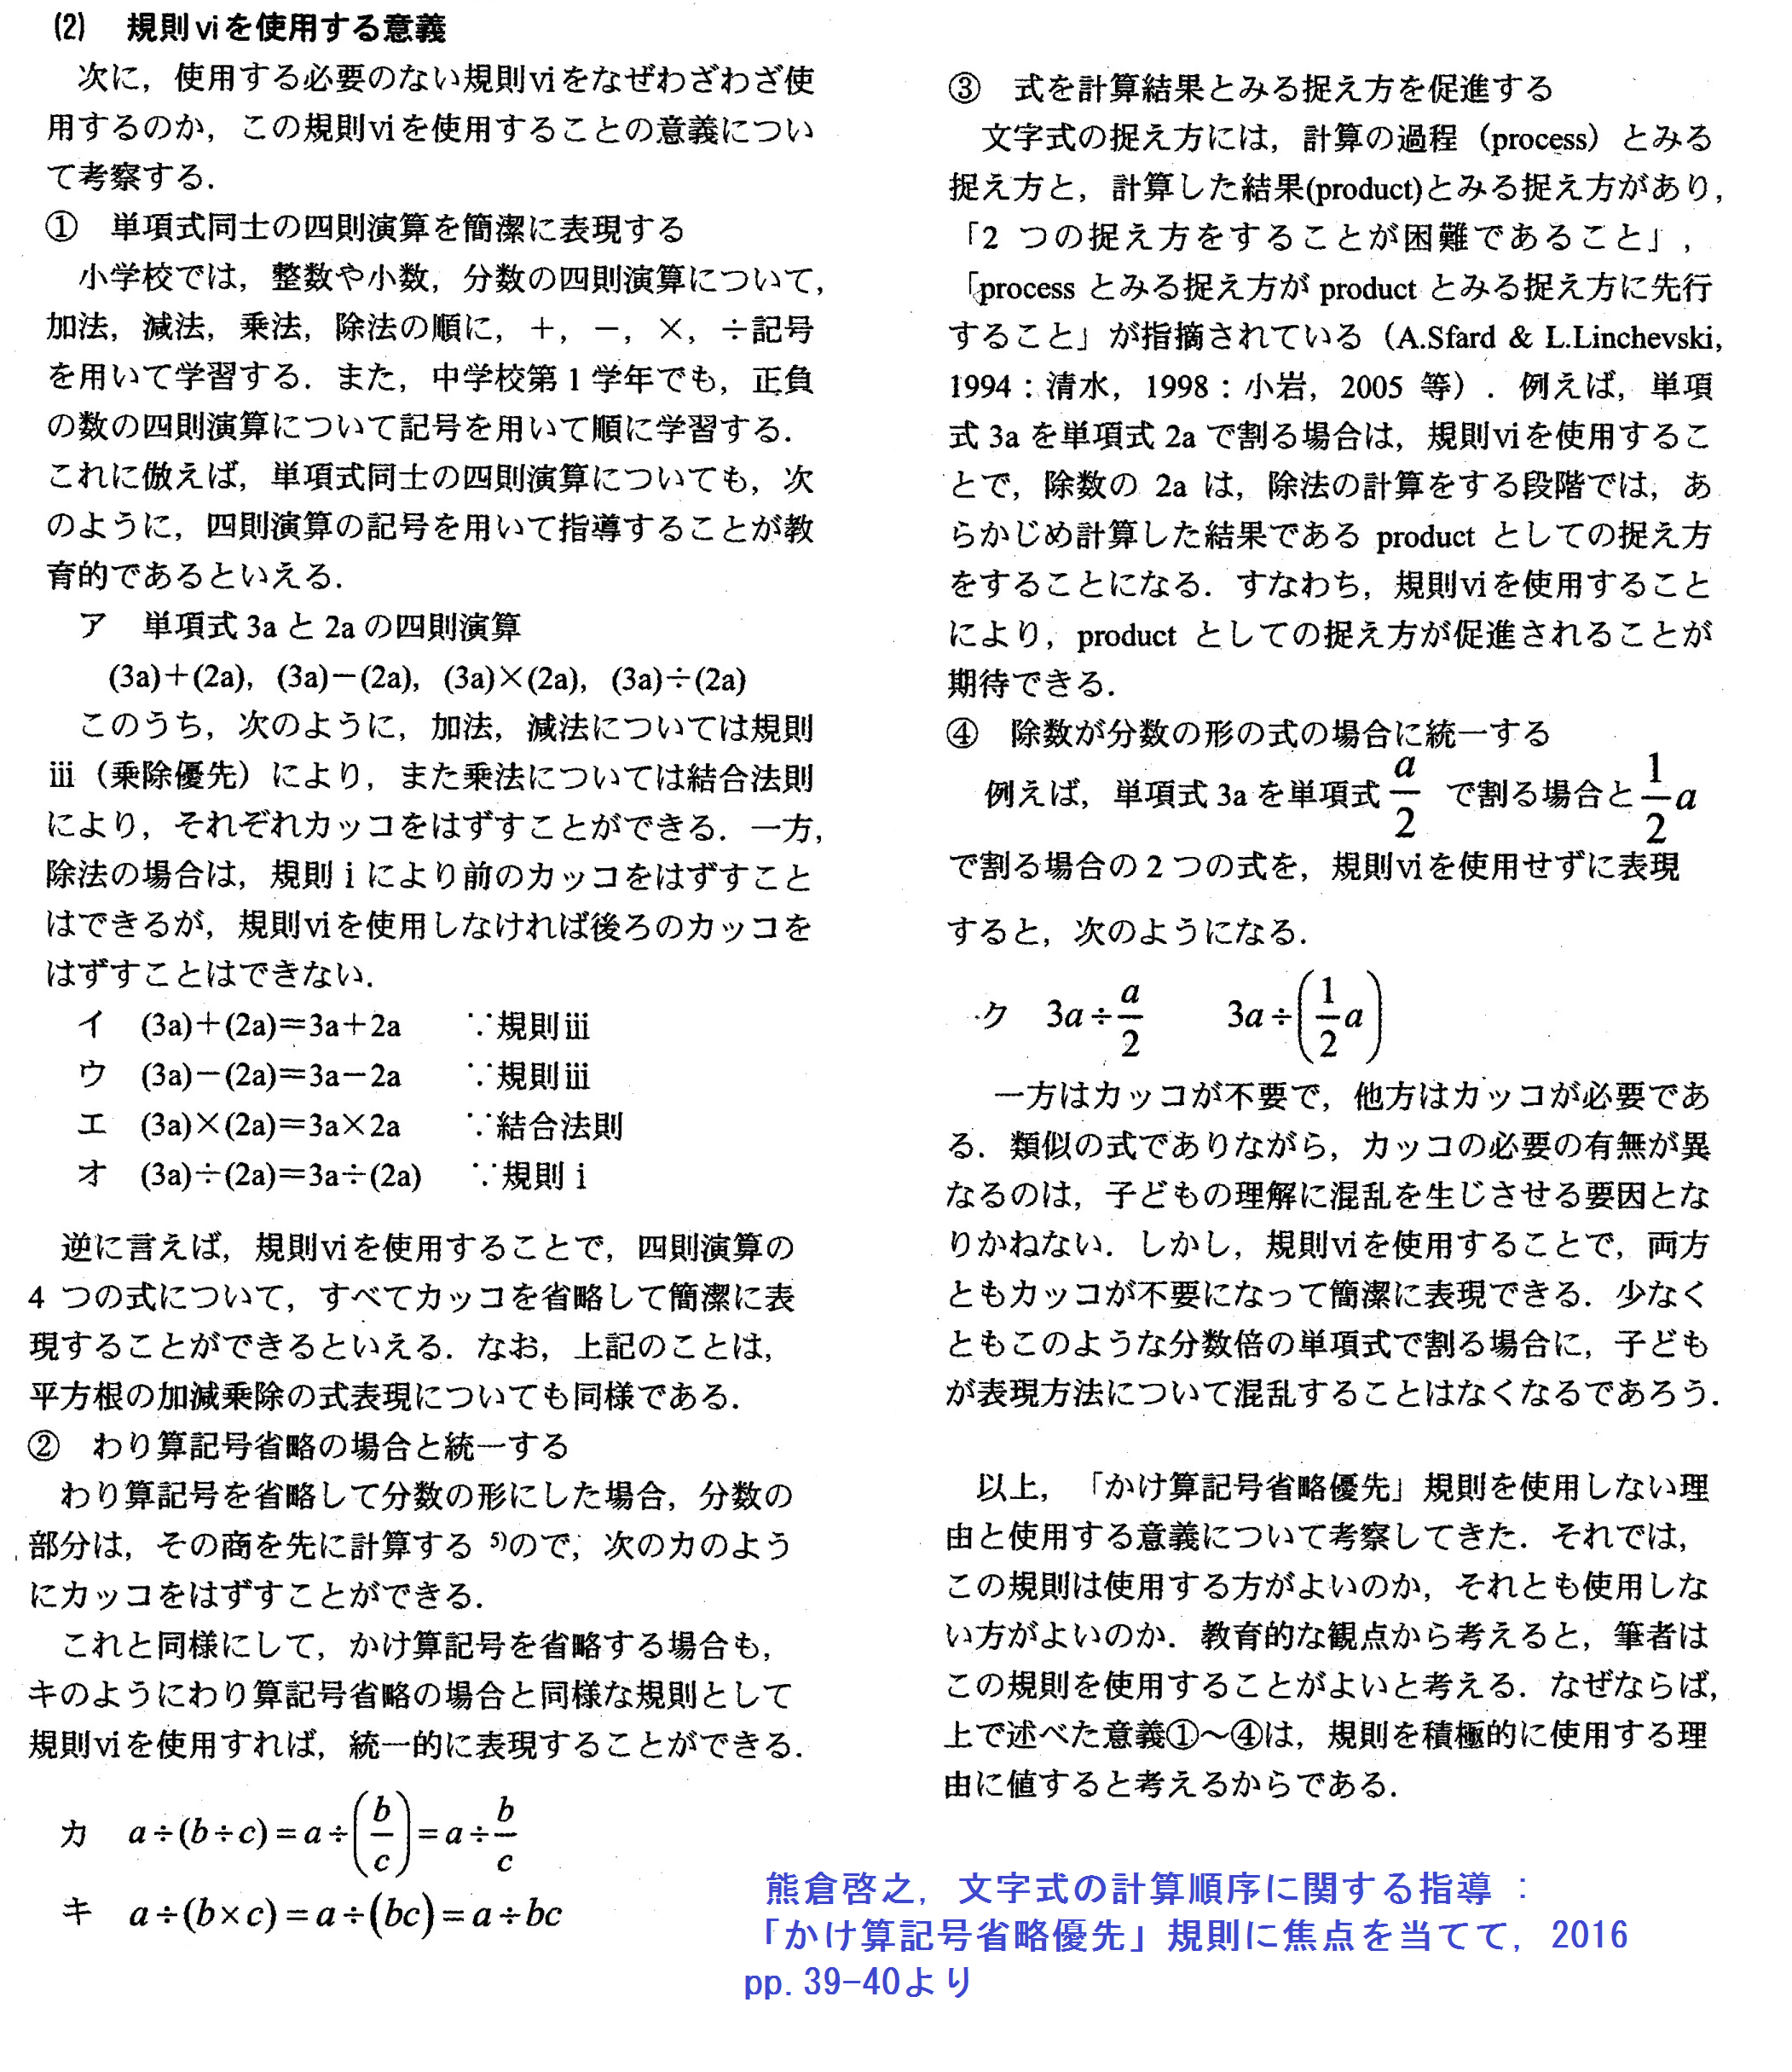 (2) 規則ⅵを使用する意義
次に，使用する必要のない規則ⅵをなぜわざわざ使
用するのか，この規則ⅵを使用することの意義につい
て考察する．
① 単項式同士の四則演算を簡潔に表現する
小学校では，整数や小数，分数の四則演算について，
加法，減法，乗法，除法の順に，＋，－，×，÷記号
を用いて学習する．また，中学校第1学年でも，正負
の数の四則演算について記号を用いて順に学習する．
これに倣えば，単項式同士の四則演算についても，次
のように，四則演算の記号を用いて指導することが教
育的であるといえる．
ア 単項式3aと2aの四則演算
(3a)＋(2a)，(3a)－(2a)，(3a)×(2a)，(3a)÷(2a)
このうち，次のように，加法，減法については規則
ⅲ（乗除優先）により，また乗法については結合法則
により，それぞれカッコをはずすことができる．一方，
除法の場合は，規則ⅰにより前のカッコをはずすこと
はできるが，規則ⅵを使用しなければ後ろのカッコを
はずすことはできない．
イ (3a)＋(2a)＝3a＋2a ∵規則ⅲ
ウ (3a)－(2a)＝3a－2a ∵規則ⅲ
エ (3a)×(2a)＝3a×2a ∵結合法則
オ (3a)÷(2a)＝3a÷(2a) ∵規則ⅰ
逆に言えば，規則ⅵを使用することで，四則演算の
4 つの式について，すべてカッコを省略して簡潔に表
現することができるといえる．なお，上記のことは，
平方根の加減乗除の式表現についても同様である．
② わり算記号省略の場合と統一する
わり算記号を省略して分数の形にした場合，分数の
部分は，その商を先に計算する 5)ので，次のカのよう
にカッコをはずすことができる．
これと同様にして，かけ算記号を省略する場合も，
キのようにわり算記号省略の場合と同様な規則として
規則ⅵを使用すれば，統一的に表現することができる．
カ a÷(b÷c)=a÷(b/c)=a÷b/c
キ a÷(b×c)=a÷(bc)=a÷bc
③ 式を計算結果とみる捉え方を促進する
文字式の捉え方には，計算の過程（process）とみる
捉え方と，計算した結果(product)とみる捉え方があり，
「2 つの捉え方をすることが困難であること」，
「process とみる捉え方が product とみる捉え方に先行
すること」が指摘されている（A.Sfard & L.Linchevski,
1994：清水，1998：小岩，2005 等）．例えば，単項
式 3a を単項式 2a で割る場合は，規則ⅵを使用するこ
とで，除数の 2a は，除法の計算をする段階では，あ
らかじめ計算した結果である product としての捉え方
をすることになる．すなわち，規則ⅵを使用すること
により，product としての捉え方が促進されることが
期待できる．
④ 除数が分数の形の式の場合に統一する
例えば，単項式 3a を単項式 a/2 で割る場合と 1/2 a
で割る場合の 2 つの式を，規則ⅵを使用せずに表現
すると，次のようになる．
ク 3a÷a/2 3a÷(1/2 a)
一方はカッコが不要で，他方はカッコが必要であ
る．類似の式でありながら，カッコの必要の有無が異
なるのは，子どもの理解に混乱を生じさせる要因とな
りかねない．しかし，規則ⅵを使用することで，両方
ともカッコが不要になって簡潔に表現できる．少なく
ともこのような分数倍の単項式で割る場合に，子ども
が表現方法について混乱することはなくなるであろう．
以上，「かけ算記号省略優先」規則を使用しない理
由と使用する意義について考察してきた．それでは，
この規則は使用する方がよいのか，それとも使用しな
い方がよいのか．教育的な観点から考えると，筆者は
この規則を使用することがよいと考える．なぜならば，
上で述べた意義①～④は，規則を積極的に使用する理
由に値すると考えるからである．
熊倉啓之，文字式の計算順序に関する指導 ：
「かけ算記号省略優先」規則に焦点を当てて，2016
pp.39-40より